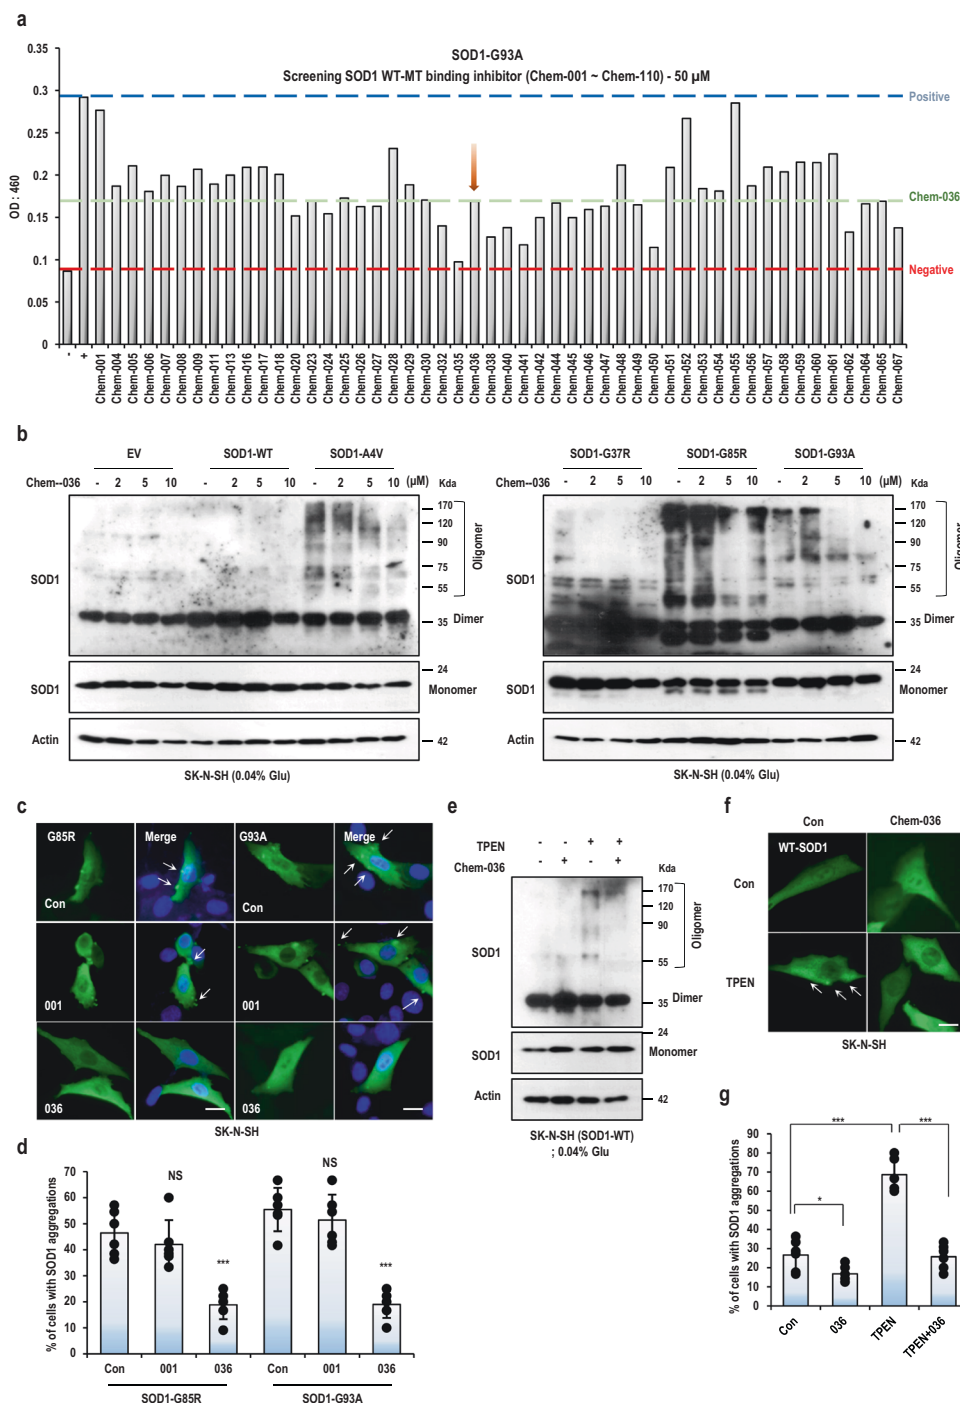 a
SOD1-G93A
Screening SOD1 WT-MT binding inhibitor (Chem-001 ~ Chem-110) - 50 µM
0.35
0.3
0.25
0.2
0.15
0.1
0.05
0
OD : 460
Positive
Chem-036
Negative
-
+
Chem-001
Chem-004
Chem-005
Chem-006
Chem-007
Chem-008
Chem-009
Chem-011
Chem-013
Chem-016
Chem-017
Chem-018
Chem-020
Chem-023
Chem-024
Chem-025
Chem-026
Chem-027
Chem-028
Chem-029
Chem-030
Chem-032
Chem-035
Chem-036
Chem-038
Chem-040
Chem-041
Chem-042
Chem-044
Chem-045
Chem-046
Chem-047
Chem-048
Chem-049
Chem-050
Chem-051
Chem-052
Chem-053
Chem-054
Chem-055
Chem-056
Chem-057
Chem-058
Chem-059
Chem-060
Chem-061
Chem-062
Chem-064
Chem-065
Chem-067
b
EV SOD1-WT SOD1-A4V
Chem--036 - 2 5 10 - 2 5 10 - 2 5 10 (µM) Kda
170
120
90
75
55
35
Oligomer
Dimer
SOD1
24
SOD1
Monomer
Actin
42
SK-N-SH (0.04% Glu)
SOD1-G37R SOD1-G85R SOD1-G93A
Chem--036 - 2 5 10 - 2 5 10 - 2 5 10 (µM) Kda
170
120
90
75
55
35
Oligomer
Dimer
SOD1
24
SOD1
Monomer
Actin
42
SK-N-SH (0.04% Glu)
c
G85R Merge G93A Merge
Con Con
001 001
036 036
SK-N-SH
d
% of cells with SOD1 aggregations
70
60
50
40
30
20
10
0
NS
***
NS
***
Con 001 036 Con 001 036
SOD1-G85R SOD1-G93A
e
TPEN - - + +
Chem-036 - + - +
Kda
170
120
90
55
35
Oligomer
Dimer
SOD1
24
SOD1
Monomer
Actin
42
SK-N-SH (SOD1-WT)
; 0.04% Glu
f
Con Chem-036
WT-SOD1
Con
TPEN
SK-N-SH
g
% of cells with SOD1 aggregations
90
80
70
60
50
40
30
20
10
0
***
***
*
Con
036
TPEN
TPEN+036